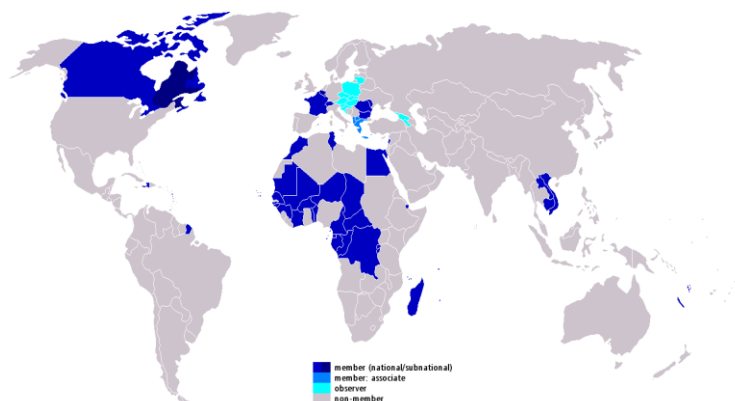 member (national/subnational)
member: associate
observer
non-member